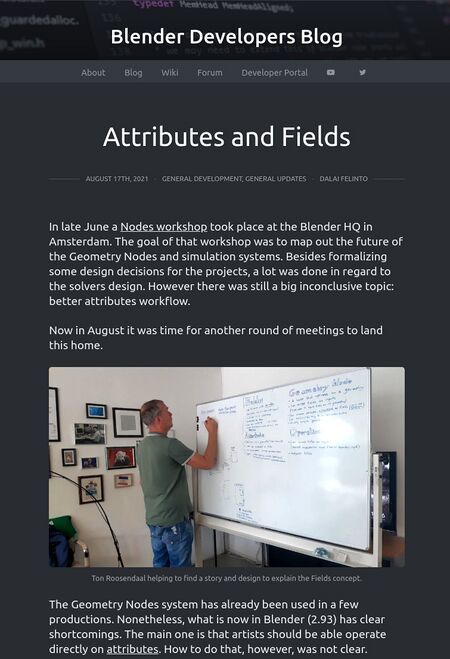 guardedalloc.
typedef MemHead MemHeadAligned;
Blender Developers Blog
About Blog Wiki Forum Developer Portal
Attributes and Fields
AUGUST 17TH, 2021 · GENERAL DEVELOPMENT, GENERAL UPDATES · DALAI FELINTO
In late June a Nodes workshop took place at the Blender HQ in
Amsterdam. The goal of that workshop was to map out the future of
the Geometry Nodes and simulation systems. Besides formalizing
some design decisions for the projects, a lot was done in regard to
the solvers design. However there was still a big inconclusive topic:
better attributes workflow.
Now in August it was time for another round of meetings to land
this home.
Geometry Nodes
Ton Roosendaal helping to find a story and design to explain the Fields concept.
The Geometry Nodes system has already been used in a few
productions. Nonetheless, what is now in Blender (2.93) has clear
shortcomings. The main one is that artists should be able operate
directly on attributes. How to do that, however, was not clear.